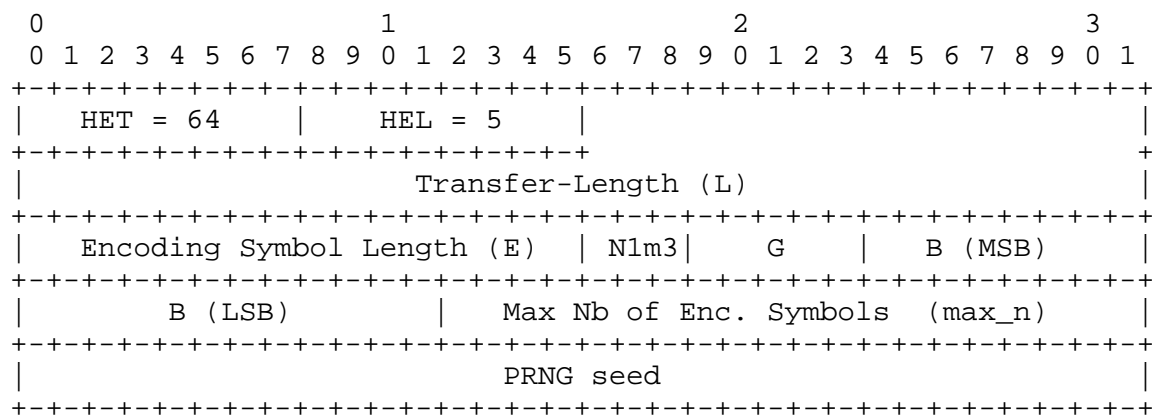 0                   1                   2                   3
0 1 2 3 4 5 6 7 8 9 0 1 2 3 4 5 6 7 8 9 0 1 2 3 4 5 6 7 8 9 0 1
+-+-+-+-+-+-+-+-+-+-+-+-+-+-+-+-+-+-+-+-+-+-+-+-+-+-+-+-+-+-+-+-+
|   HET = 64    |    HEL = 5    |                               |
+-+-+-+-+-+-+-+-+-+-+-+-+-+-+-+-+                               +
|                      Transfer-Length (L)                      |
+-+-+-+-+-+-+-+-+-+-+-+-+-+-+-+-+-+-+-+-+-+-+-+-+-+-+-+-+-+-+-+-+
|   Encoding Symbol Length (E)  | N1m3|    G    |   B (MSB)     |
+-+-+-+-+-+-+-+-+-+-+-+-+-+-+-+-+-+-+-+-+-+-+-+-+-+-+-+-+-+-+-+-+
|        B (LSB)        |   Max Nb of Enc. Symbols  (max_n)     |
+-+-+-+-+-+-+-+-+-+-+-+-+-+-+-+-+-+-+-+-+-+-+-+-+-+-+-+-+-+-+-+-+
|                           PRNG seed                           |
+-+-+-+-+-+-+-+-+-+-+-+-+-+-+-+-+-+-+-+-+-+-+-+-+-+-+-+-+-+-+-+-+